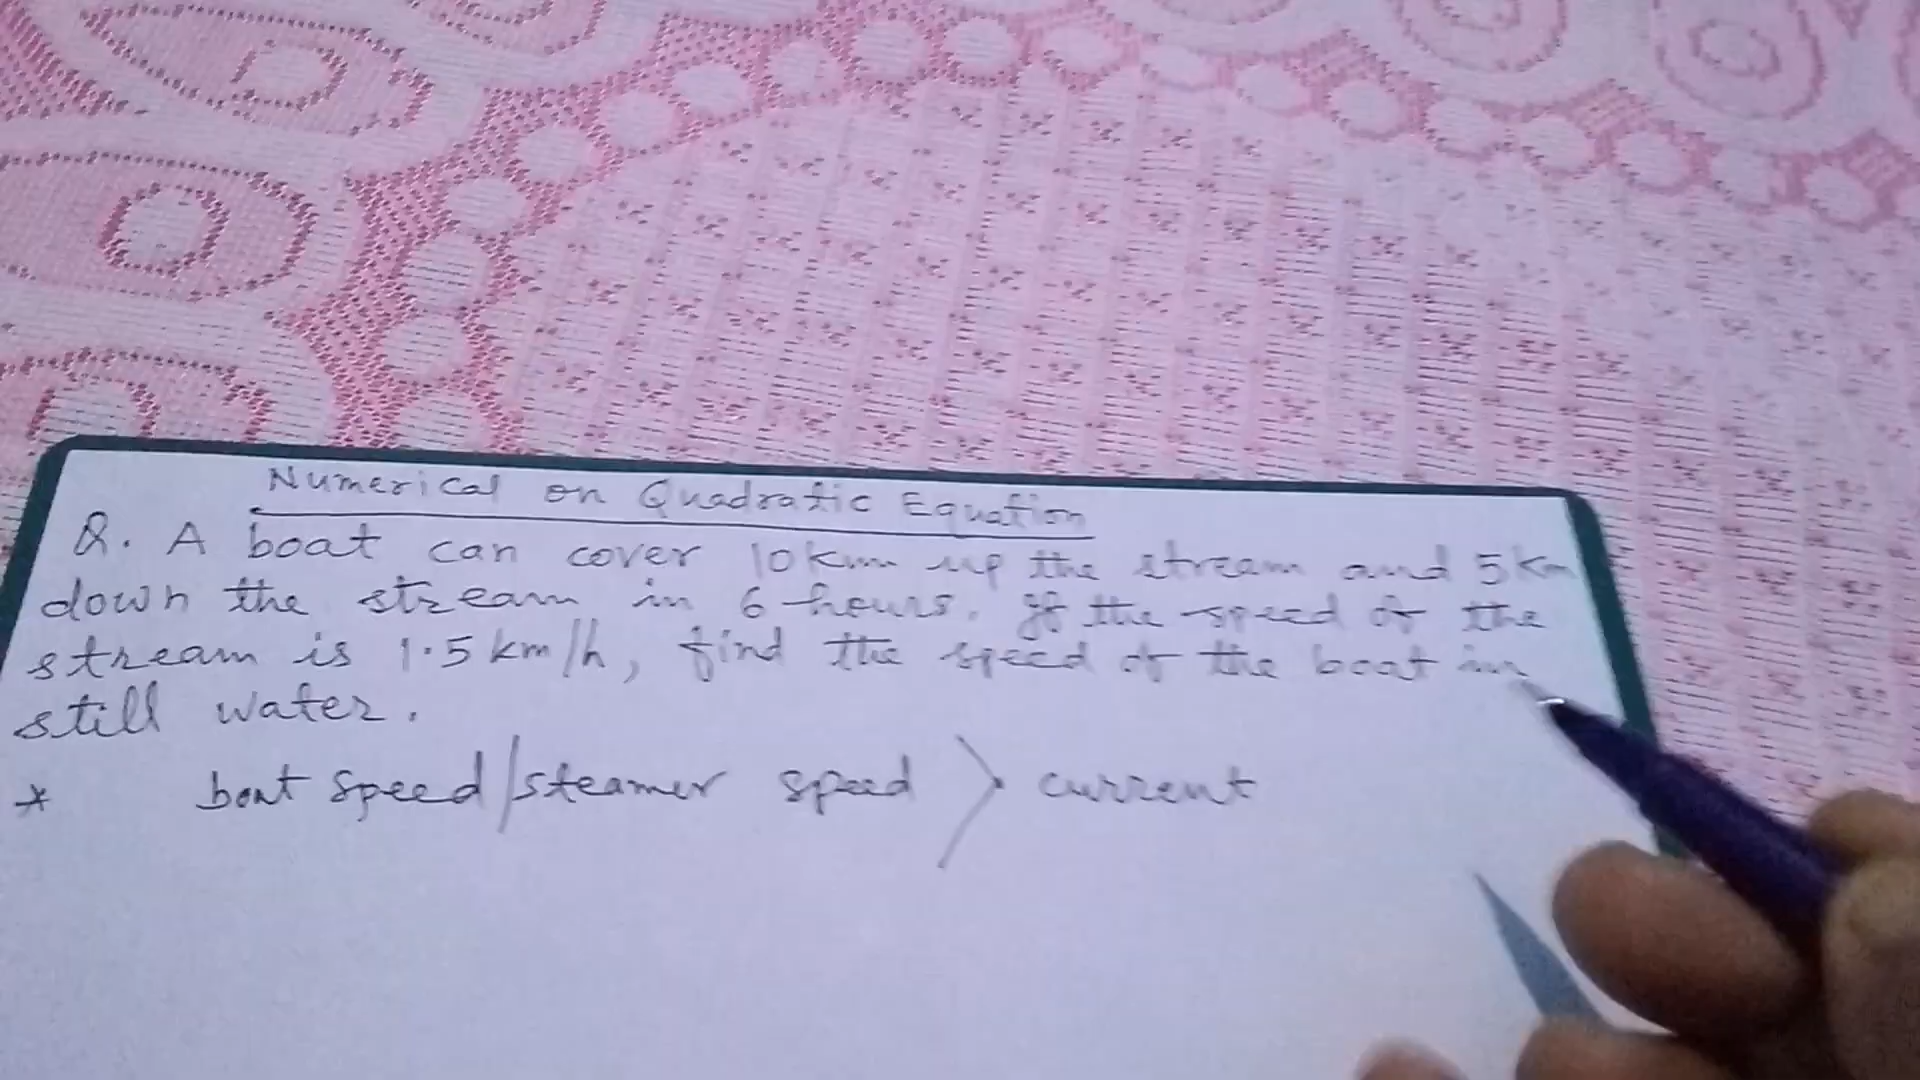 Numerical on Quadratic Equation
Q. A boat can cover 10 km up the stream and 5 km
down the stream in 6 hours. If the speed of the
stream is 1.5 km/h, find the speed of the boat in
still water.
* boat speed/steamer speed > current